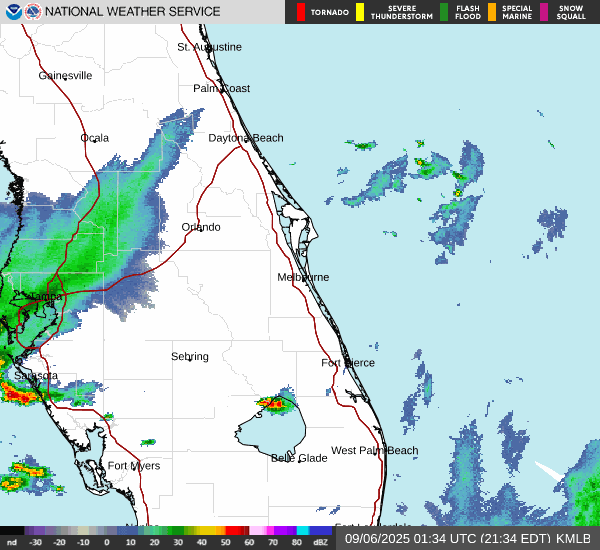 NATIONAL WEATHER SERVICE
TORNADO
SEVERE THUNDERSTORM
FLASH FLOOD
SPECIAL MARINE
SNOW SQUALL
St. Augustine
Gainesville
Palm Coast
Ocala
Daytona Beach
Orlando
Melbourne
Tampa
Sebring
Fort Pierce
Sarasota
West Palm Beach
Belle Glade
Fort Myers
nd -30 -20 -10 0 10 20 30 40 50 60 70 80 dBZ
09/06/2025 01:34 UTC (21:34 EDT) KMLB